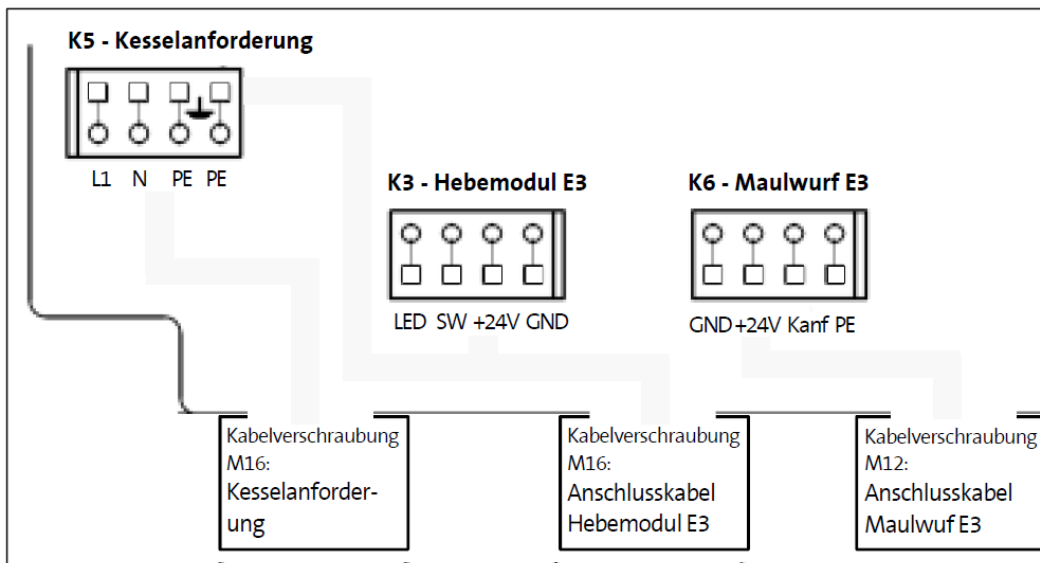 K5 - Kesselanforderung
L1 N PE PE
K3 - Hebemodul E3
LED SW +24V GND
K6 - Maulwurf E3
GND +24V Kanf PE
Kabelverschraubung
M16:
Kesselanforder-
ung
Kabelverschraubung
M16:
Anschlusskabel
Hebemodul E3
Kabelverschraubung
M12:
Anschlusskabel
Maulwuf E3